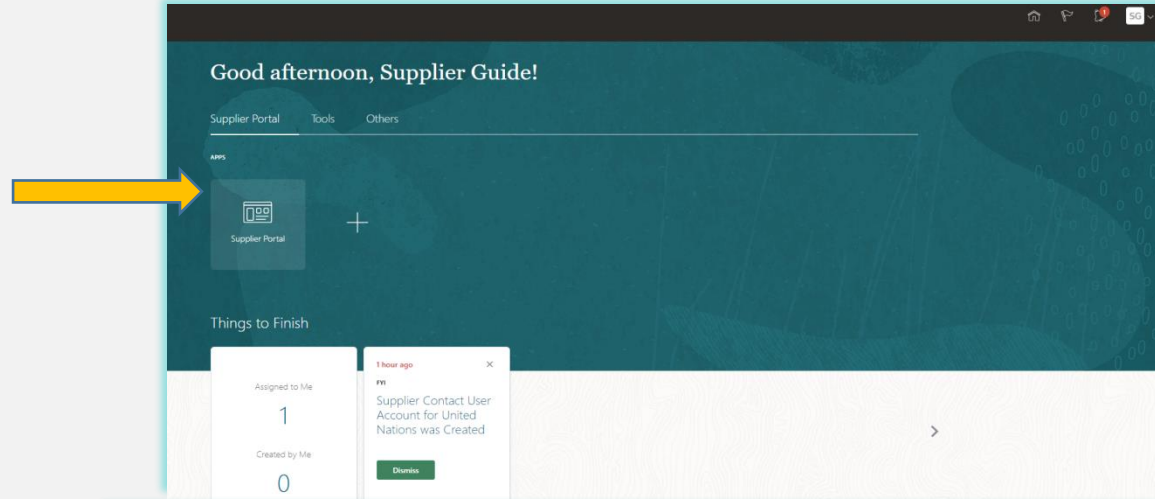 1
SG
Good afternoon, Supplier Guide!
Supplier Portal Tools Others
APPS
Supplier Portal
Things to Finish
Assigned to Me
1
Created by Me
0
1 hour ago
FYI
Supplier Contact User
Account for United
Nations was Created
Dismiss